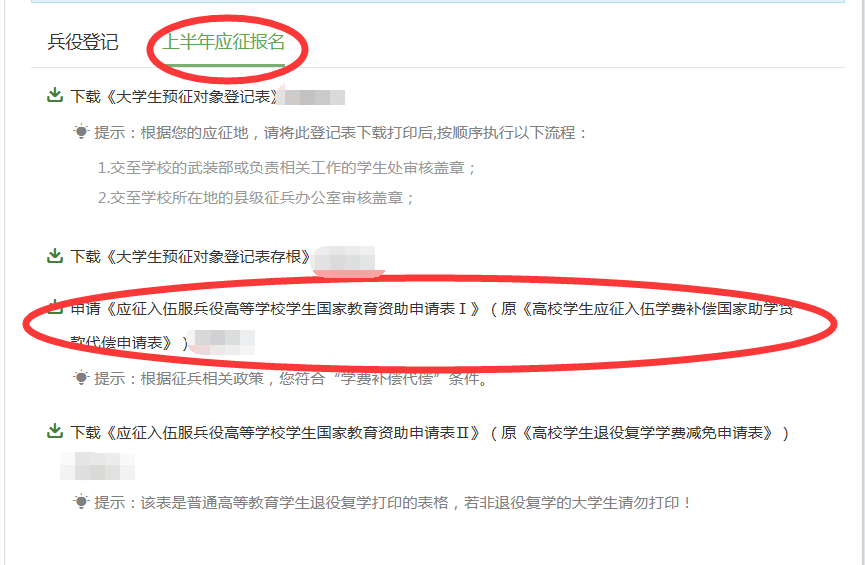 兵役登记 上半年应征报名
下载《大学生预征对象登记表》
提示：根据您的应征地，请将此登记表下载打印后,按顺序执行以下流程：
1.交至学校的武装部或负责相关工作的学生处审核盖章；
2.交至学校所在地的县级征兵办公室审核盖章；
下载《大学生预征对象登记表存根》
申请《应征入伍服兵役高等学校学生国家教育资助申请表Ⅰ》（原《高校学生应征入伍学费补偿国家助学贷
款代偿申请表》）
提示：根据征兵相关政策，您符合“学费补偿代偿”条件。
下载《应征入伍服兵役高等学校学生国家教育资助申请表Ⅱ》（原《高校学生退役复学学费减免申请表》）
提示：该表是普通高等教育学生退役复学打印的表格，若非退役复学的大学生请勿打印！